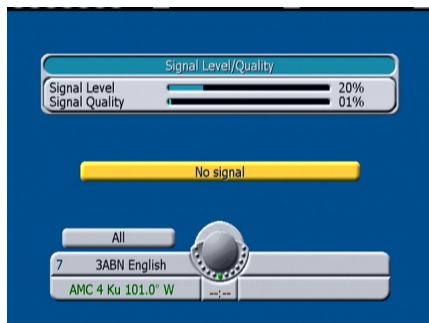 Signal Level/Quality
Signal Level 20%
Signal Quality 01%
No signal
All
7 3ABN English
AMC 4 Ku 101.0° W --:--